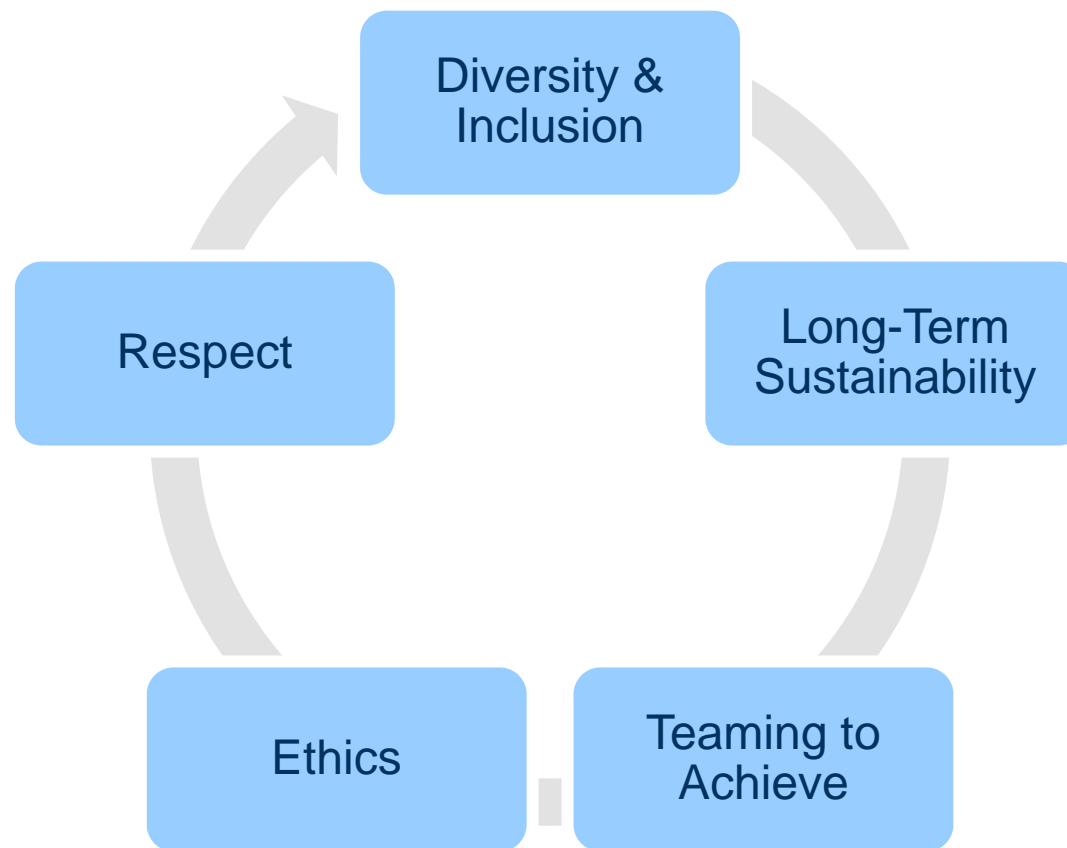 Diversity &
Inclusion
Long-Term
Sustainability
Teaming to
Achieve
Ethics
Respect